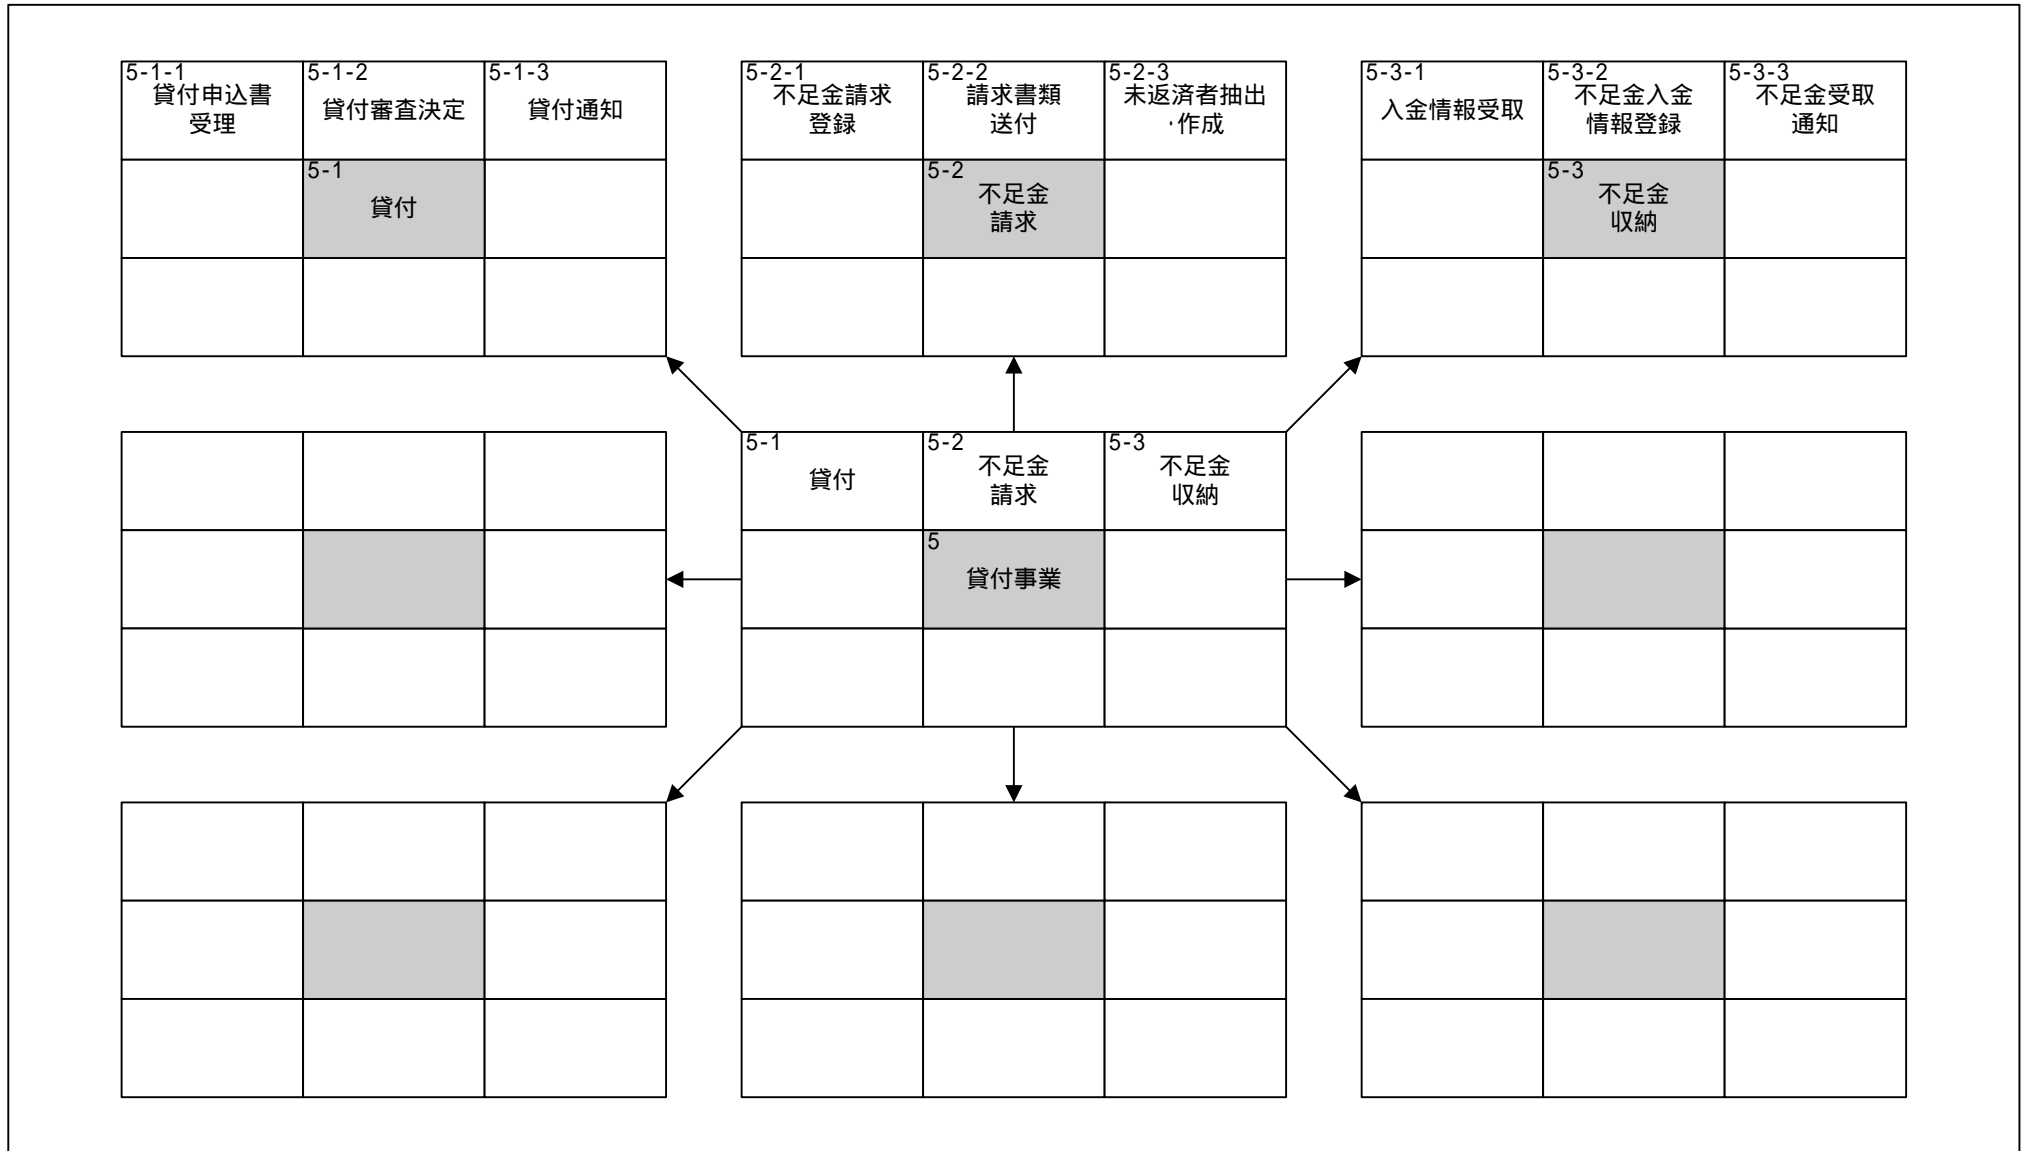 5-1-1
貸付申込書
受理
5-1-2
貸付審査決定
5-1-3
貸付通知
5-1
貸付
5-2-1
不足金請求
登録
5-2-2
請求書類
送付
5-2-3
未返済者抽出
・作成
5-2
不足金
請求
5-3-1
入金情報受取
5-3-2
不足金入金
情報登録
5-3-3
不足金受取
通知
5-3
不足金
収納
5-1
貸付
5-2
不足金
請求
5-3
不足金
収納
5
貸付事業